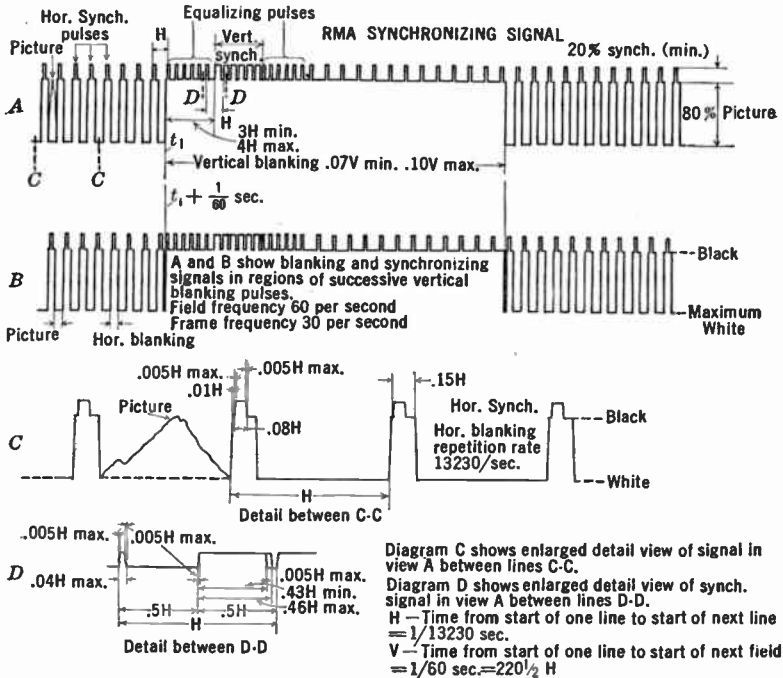 Hor. Synch.
pulses
Picture
H
Equalizing pulses
Vert
synch.
RMA SYNCHRONIZING SIGNAL
20% synch. (min.)
A
D
D
80% Picture
t₁
H
3H min.
4H max.
C
C
Vertical blanking .07V min. .10V max.
t₁ + 1/60 sec.
B
A and B show blanking and synchronizing
signals in regions of successive vertical
blanking pulses.
Field frequency 60 per second
Frame frequency 30 per second
Black
Maximum
White
Picture
Hor. blanking
.005H max.
.005H max.
.01H
.08H
.15H
C
Picture
Hor. Synch.
Hor. blanking
repetition rate
13230/sec.
Black
White
H
Detail between C-C
.005H max.
.005H max.
D
.04H max.
.005H max.
.43H min.
.46H max.
.5H
.5H
H
Detail between D-D
Diagram C shows enlarged detail view of signal in
view A between lines C-C.
Diagram D shows enlarged detail view of synch.
signal in view A between lines D-D.
H — Time from start of one line to start of next line
= 1/13230 sec.
V — Time from start of one line to start of next field
= 1/60 sec. = 220½ H